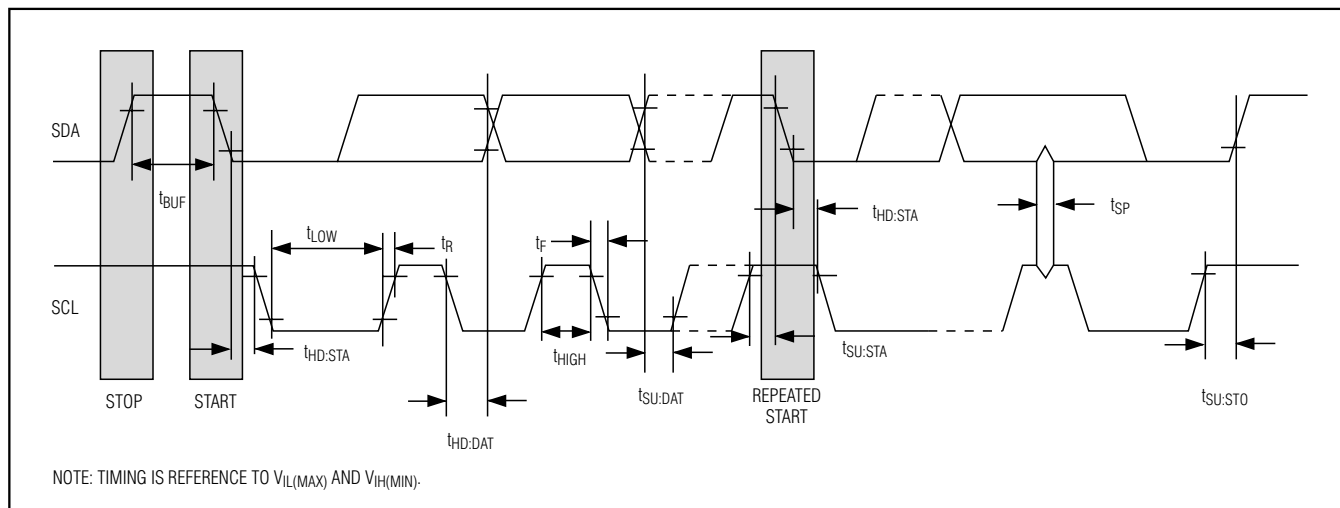 SDA
tBUF
tLOW
tR
tF
tHD:STA
tSP
SCL
tHD:STA
tHIGH
tSU:DAT
tSU:STA
tSU:STO
STOP
START
REPEATED
START
tHD:DAT
NOTE: TIMING IS REFERENCE TO VIL(MAX) AND VIH(MIN).